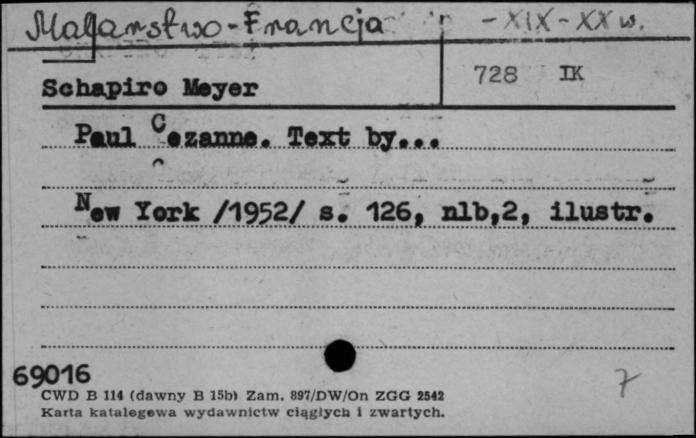 Malarstwo-Francja - XIX - XX w.
Schapiro Meyer 728 IK
Paul Cezanne. Text by...
New York /1952/ s. 126, nlb,2, ilustr.
69016
7
CWD B 114 (dawny B 15b) Zam. 897/DW/On ZGG 2542
Karta katalogowa wydawnictw ciągłych i zwartych.